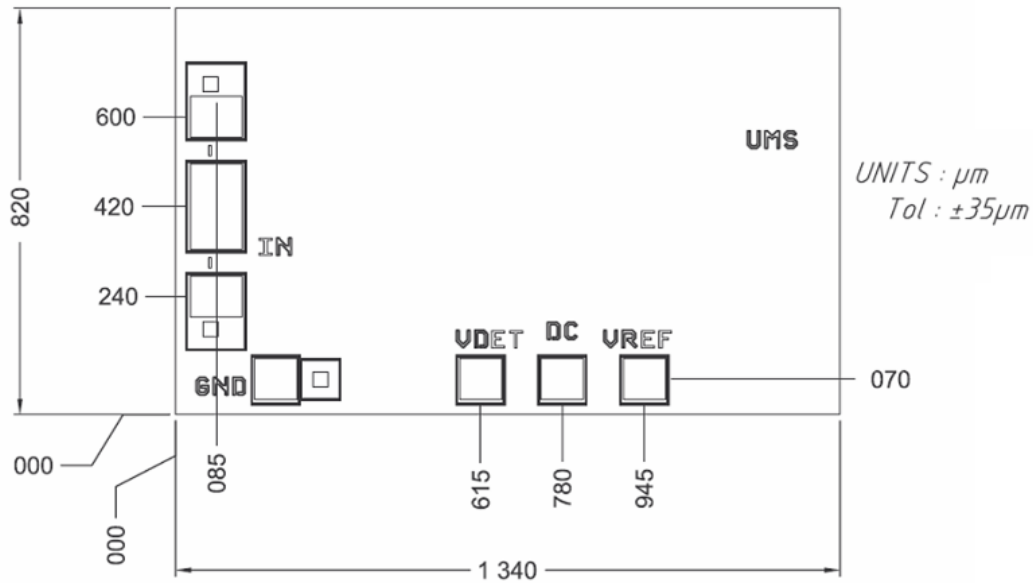 600
UMS
820
UNITS : µm
420
Tol : ±35µm
IN
240
VDET
DC
VREF
GND
070
000
085
000
615
780
945
1 340